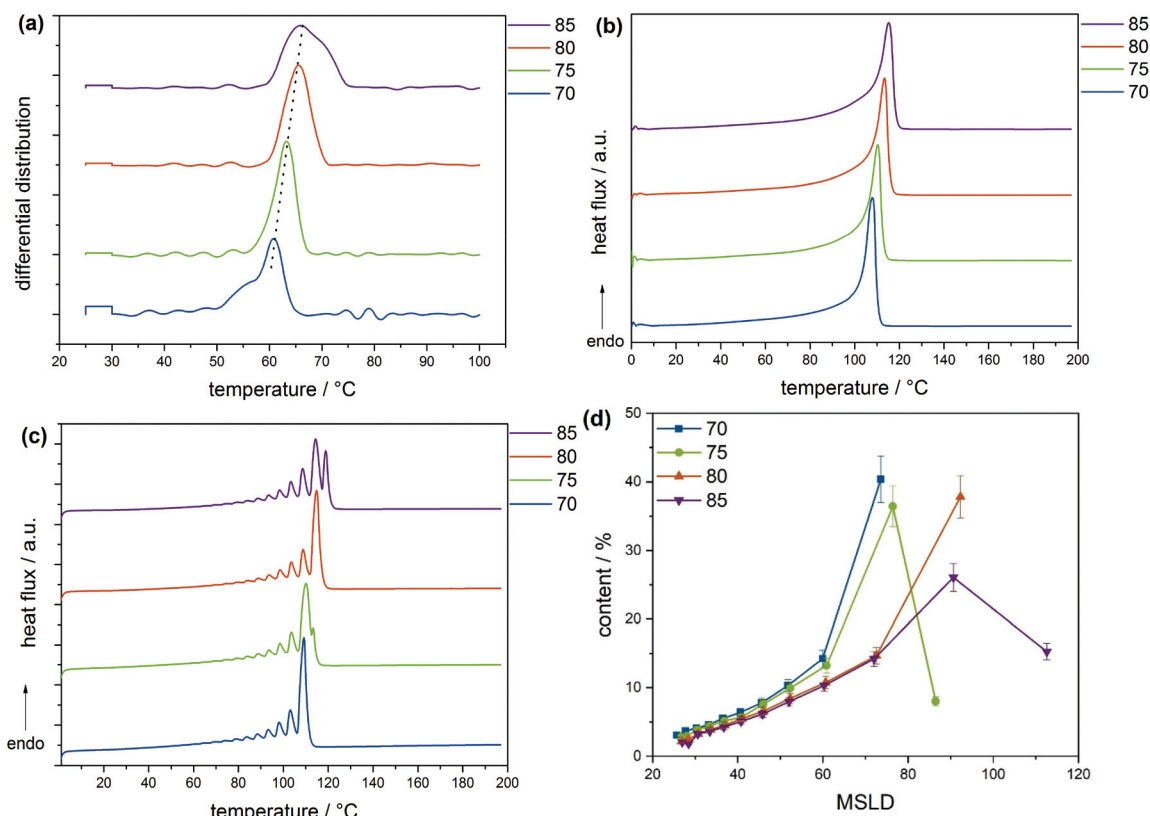 (a)
85
80
75
70
differential distribution
20 30 40 50 60 70 80 90 100
temperature / °C
(b)
85
80
75
70
heat flux / a.u.
endo
0 20 40 60 80 100 120 140 160 180 200
temperature / °C
(c)
85
80
75
70
heat flux / a.u.
endo
20 40 60 80 100 120 140 160 180 200
temperature / °C
(d)
70
75
80
85
50
40
30
20
10
0
content / %
20 40 60 80 100 120
MSLD